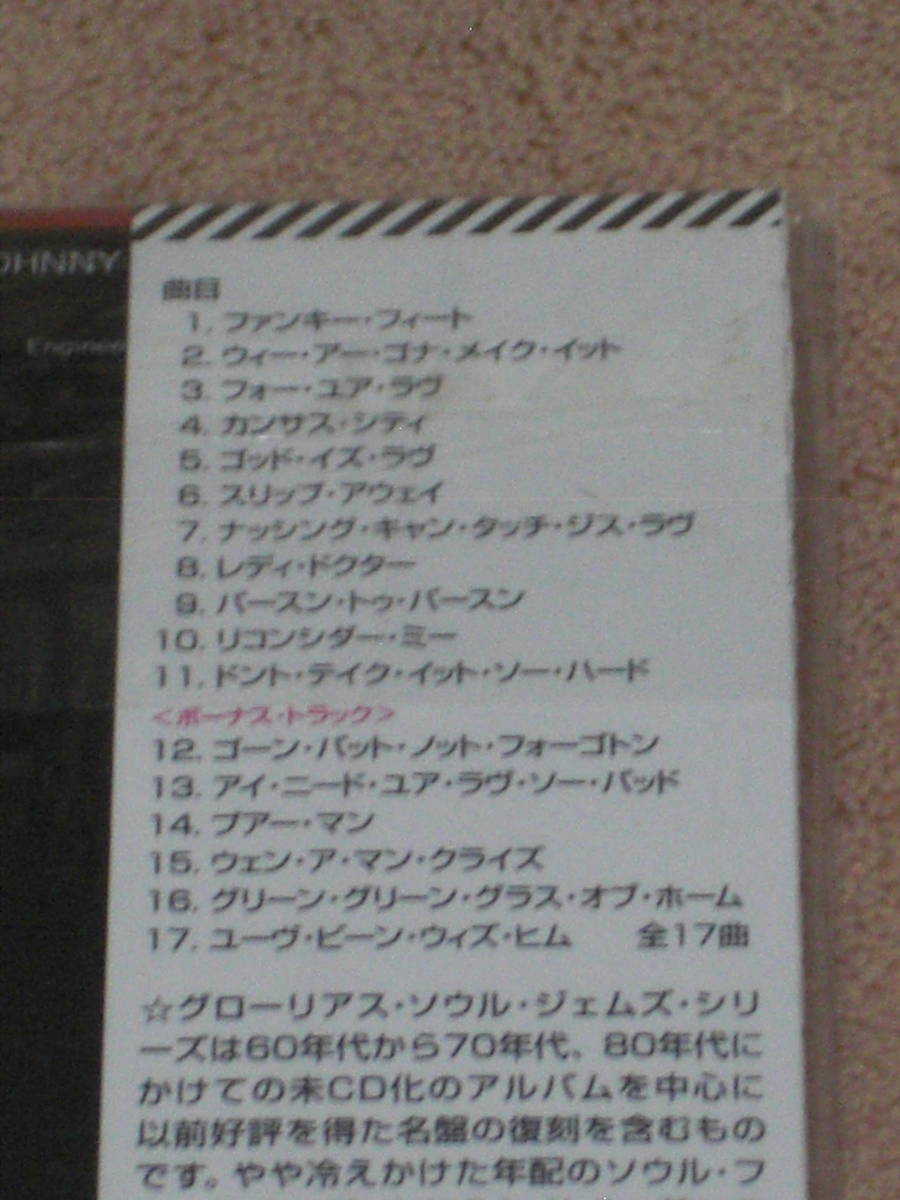 OHNNY
Engineer
曲目
1. ファンキー・フィート
2. ウィー・アー・ゴナ・メイク・イット
3. フォー・ユア・ラヴ
4. カンサス・シティ
5. ゴッド・イズ・ラヴ
6. スリップ・アウェイ
7. ナッシング・キャン・タッチ・ジス・ラヴ
8. レディ・ドクター
9. パースン・トゥ・パースン
10. リコンシダー・ミー
11. ドント・テイク・イット・ソー・ハード
<ボーナス・トラック>
12. ゴーン・バット・ノット・フォーゴトン
13. アイ・ニード・ユア・ラヴ・ソー・バッド
14. プアー・マン
15. ウェン・ア・マン・クライズ
16. グリーン・グリーン・グラス・オブ・ホーム
17. ユーヴ・ビーン・ウィズ・ヒム 全17曲
☆グローリアス・ソウル・ジェムズ・シリ
ーズは60年代から70年代、80年代に
かけての未CD化のアルバムを中心に
以前好評を得た名盤の復刻を含むもの
です。やや冷えかけた年配のソウル・フ